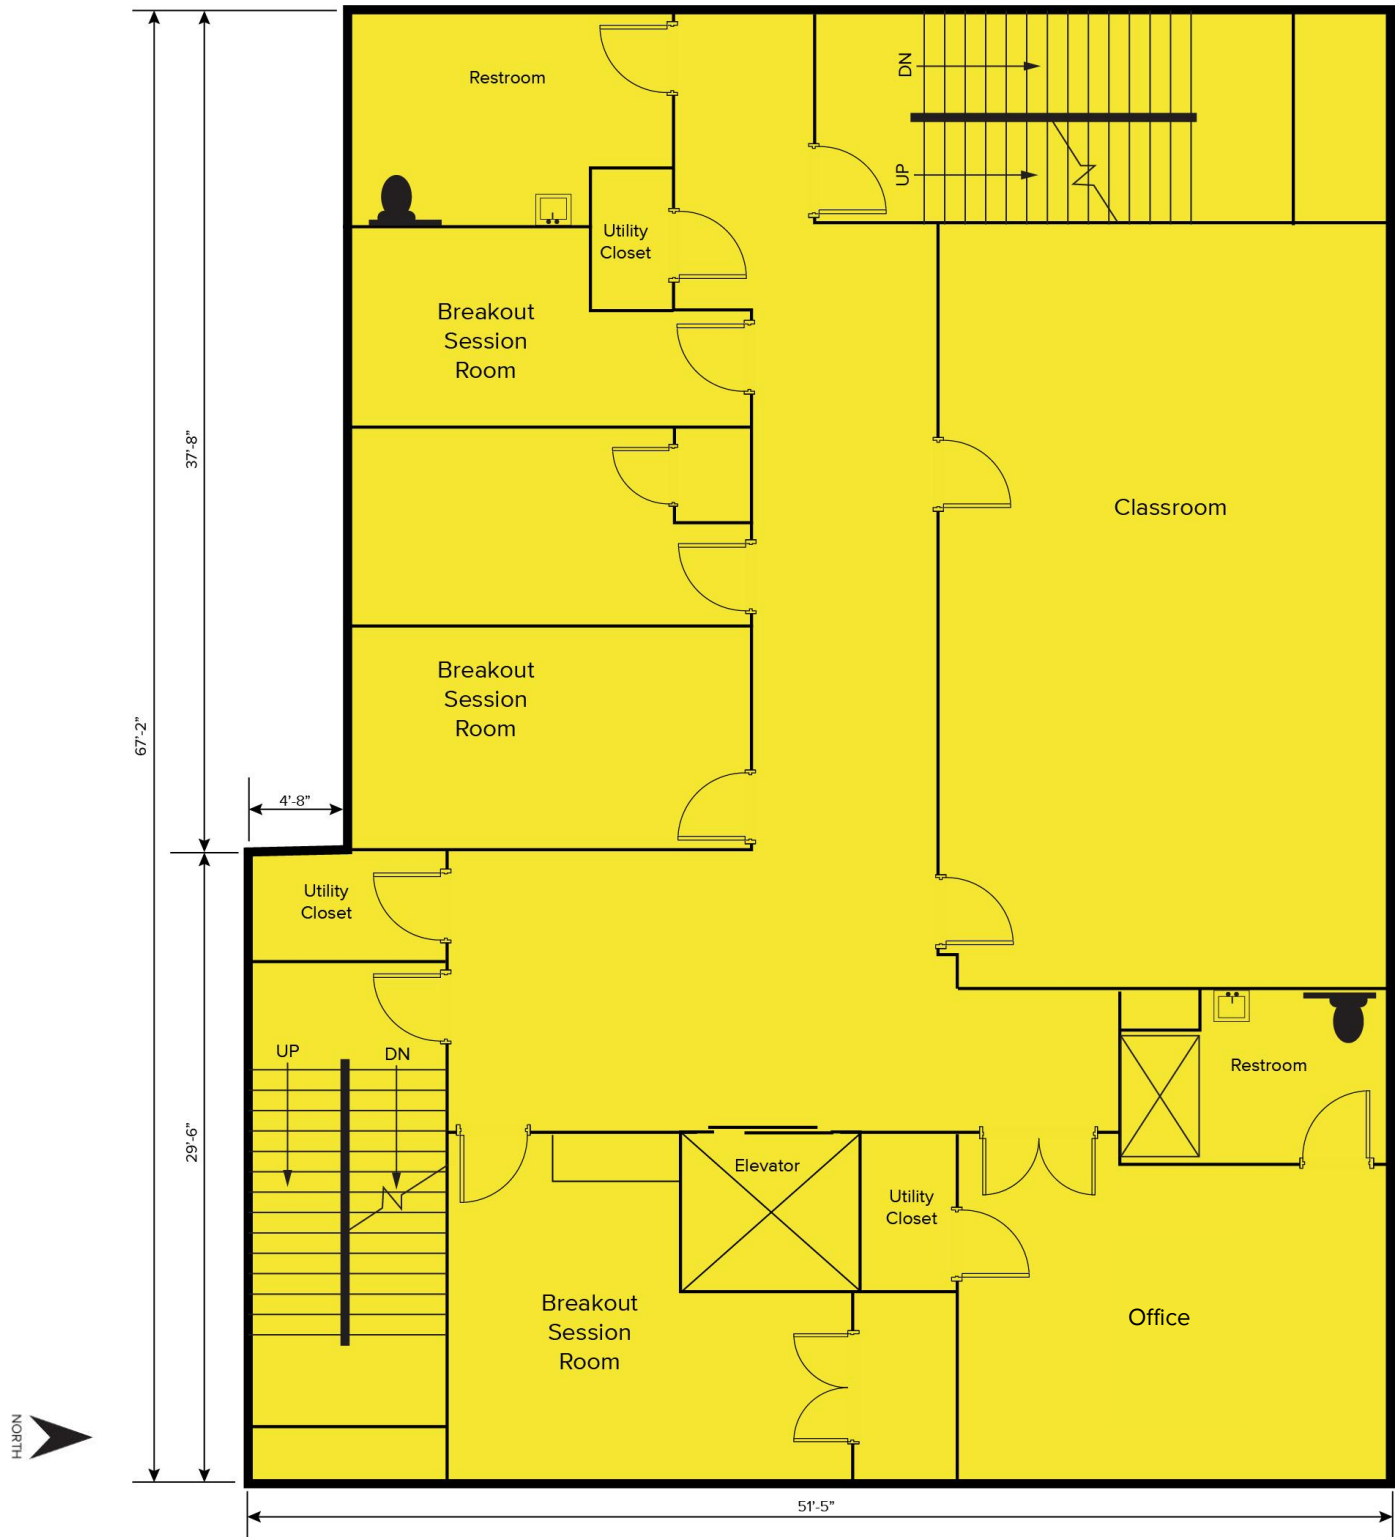 DN
Restroom
UP
Utility
Closet
Breakout
Session
Room
37'-8"
Classroom
Breakout
Session
Room
67'-2"
4'-8"
Utility
Closet
UP
DN
Restroom
29'-6"
Elevator
Utility
Closet
Breakout
Session
Room
Office
NORTH
51'-5"